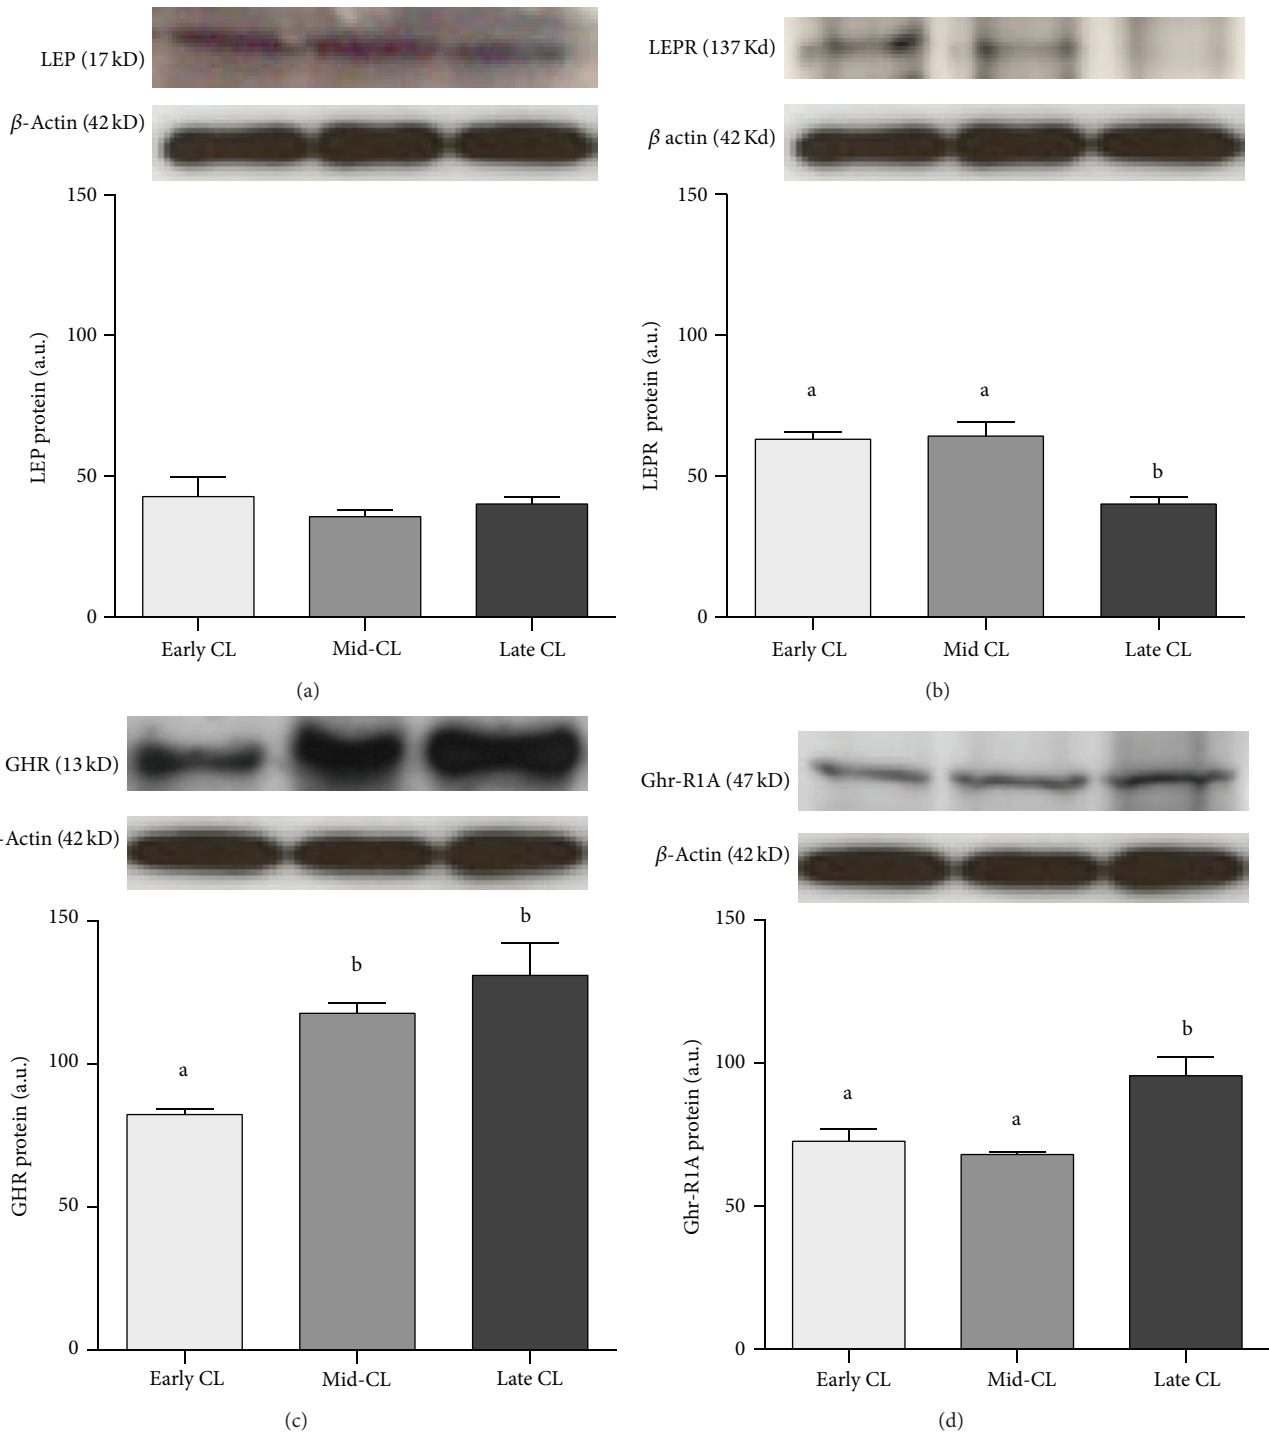 LEP (17 kD)
β-Actin (42 kD)
150
100
50
0
LEP protein (a.u.)
Early CL
Mid-CL
Late CL
(a)
LEPR (137 Kd)
β actin (42 Kd)
150
100
50
0
LEPR protein (a.u.)
a
a
b
Early CL
Mid CL
Late CL
(b)
GHR (13 kD)
-Actin (42 kD)
150
100
50
0
GHR protein (a.u.)
a
b
b
Early CL
Mid-CL
Late CL
(c)
Ghr-R1A (47 kD)
β-Actin (42 kD)
150
100
50
0
Ghr-R1A protein (a.u.)
a
a
b
Early CL
Mid-CL
Late CL
(d)